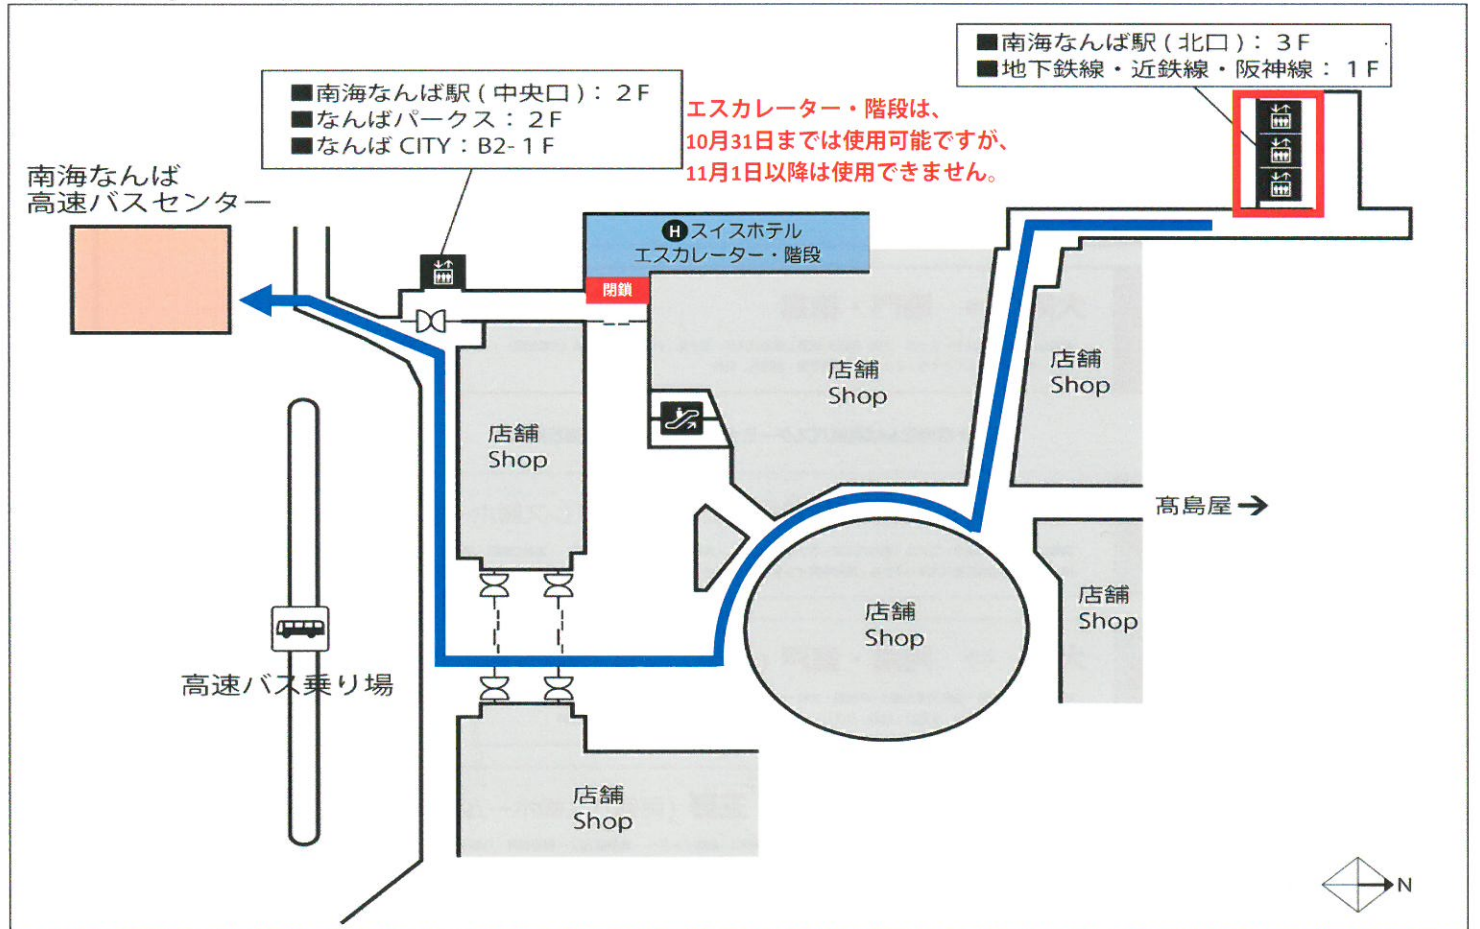 ■南海なんば駅(北口)：3F
■地下鉄線・近鉄線・阪神線：1F
■南海なんば駅(中央口)：2F
■なんばパークス：2F
■なんば CITY：B2-1F
エスカレーター・階段は、
10月31日までは使用可能ですが、
11月1日以降は使用できません。
南海なんば
高速バスセンター
Hスイスホテル
エスカレーター・階段
閉鎖
店舗
Shop
店舗
Shop
店舗
Shop
髙島屋→
店舗
Shop
店舗
Shop
高速バス乗り場
店舗
Shop
N